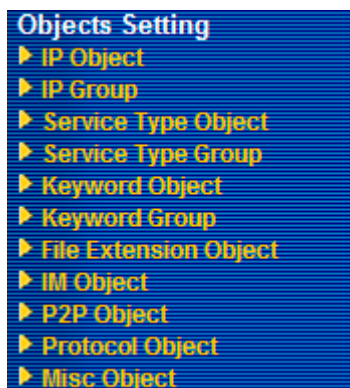 Objects Setting
IP Object
IP Group
Service Type Object
Service Type Group
Keyword Object
Keyword Group
File Extension Object
IM Object
P2P Object
Protocol Object
Misc Object